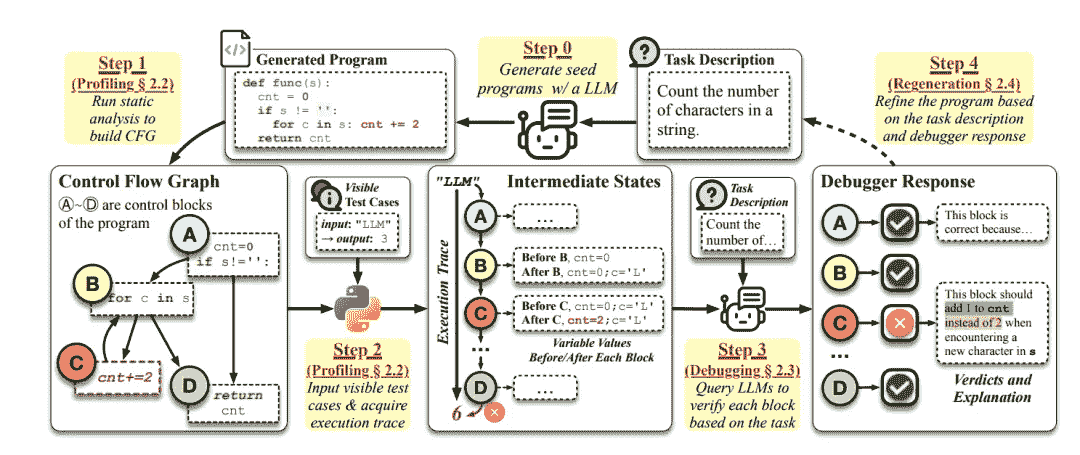 Step 1
(Profiling § 2.2)
Run static
analysis to
build CFG
</>
Generated Program
def func(s):
cnt = 0
if s != '':
for c in s: cnt += 2
return cnt
Step 0
Generate seed
programs w/ a LLM
?
Task Description
Count the number
of characters in a
string.
Step 4
(Regeneration § 2.4)
Refine the program based
on the task description
and debugger response
Control Flow Graph
Ⓐ~Ⓓ are control blocks
of the program
A
cnt=0
if s!='':
B
for c in s
C
cnt+=2
D
return
cnt
Visible
Test Cases
input: "LLM"
→ output: 3
Step 2
(Profiling § 2.2)
Input visible test
cases & acquire
execution trace
"LLM"
Intermediate States
Execution Trace
A
...
B
Before B, cnt=0
After B, cnt=0;c='L'
C
Before C, cnt=0;c='L'
After C, cnt=2;c='L'
...
Variable Values
Before/After Each Block
D
...
6
?
Task
Description
Count the
number of...
Step 3
(Debugging § 2.3)
Query LLMs to
verify each block
based on the task
Debugger Response
A
This block is
correct because...
B
C
This block should
add 1 to cnt
instead of 2 when
encountering a
new character in s
...
D
Verdicts and
Explanation